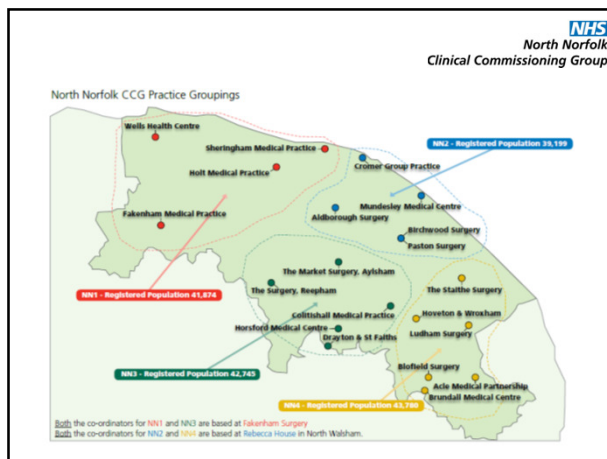 NHS
North Norfolk
Clinical Commissioning Group
North Norfolk CCG Practice Groupings
Wells Health Centre
Sheringham Medical Practice
Holt Medical Practice
Fakenham Medical Practice
NN2 - Registered Population 39,199
Cromer Group Practice
Mundesley Medical Centre
Aldborough Surgery
Birchwood Surgery
Paston Surgery
The Market Surgery, Aylsham
The Surgery, Reepham
The Staithe Surgery
NN1 - Registered Population 41,874
Coltishall Medical Practice
Hoveton & Wroxham
Horsford Medical Centre
Ludham Surgery
Drayton & St Faiths
Blofield Surgery
NN3 - Registered Population 42,745
Acle Medical Partnership
Brundall Medical Centre
NN4 - Registered Population 43,700
Both the co-ordinators for NN1 and NN3 are based at Fakenham Surgery
Both the co-ordinators for NN2 and NN4 are based at Rebecca House in North Walsham.